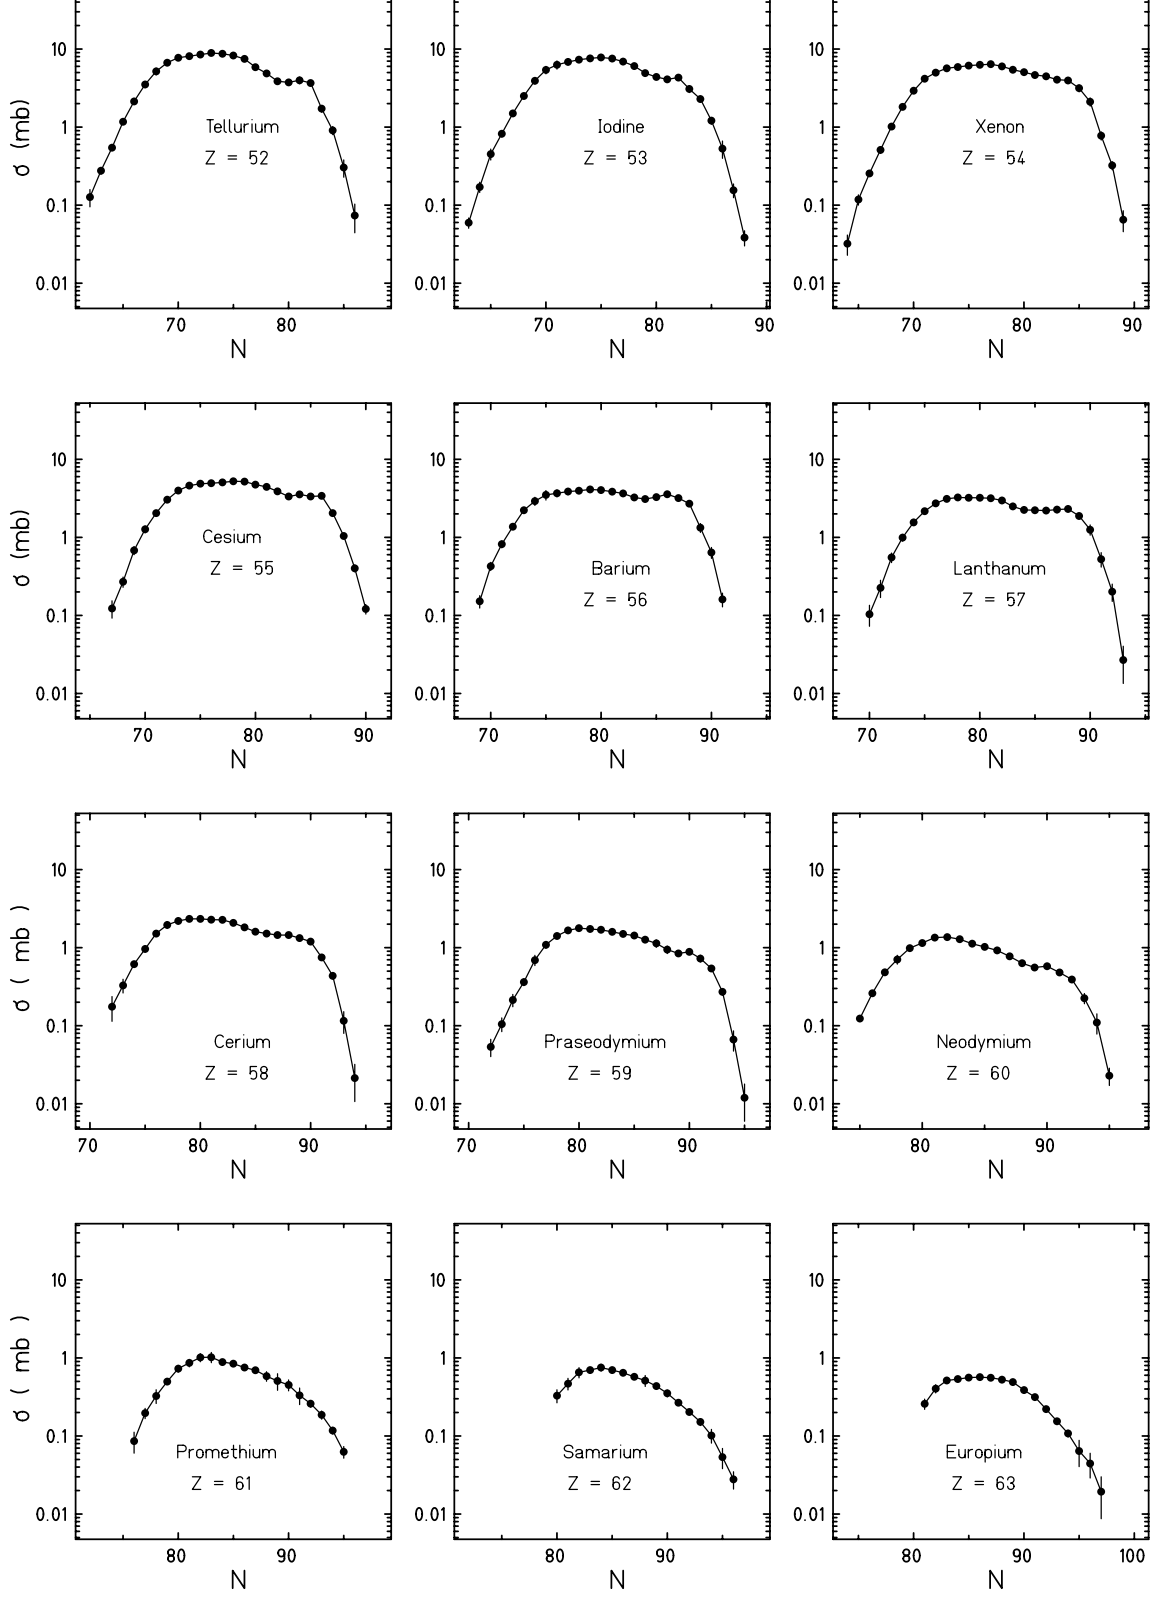 10
1
0.1
0.01
σ (mb)
Tellurium
Z = 52
70 80
N
10
1
0.1
0.01
Iodine
Z = 53
70 80 90
N
10
1
0.1
0.01
Xenon
Z = 54
70 80 90
N
10
1
0.1
0.01
σ (mb)
Cesium
Z = 55
70 80 90
N
10
1
0.1
0.01
Barium
Z = 56
70 80 90
N
10
1
0.1
0.01
Lanthanum
Z = 57
70 80 90
N
10
1
0.1
0.01
σ ( mb )
Cerium
Z = 58
70 80 90
N
10
1
0.1
0.01
Praseodymium
Z = 59
70 80 90
N
10
1
0.1
0.01
Neodymium
Z = 60
80 90
N
10
1
0.1
0.01
σ ( mb )
Promethium
Z = 61
80 90
N
10
1
0.1
0.01
Samarium
Z = 62
80 90
N
10
1
0.1
0.01
Europium
Z = 63
80 90 100
N